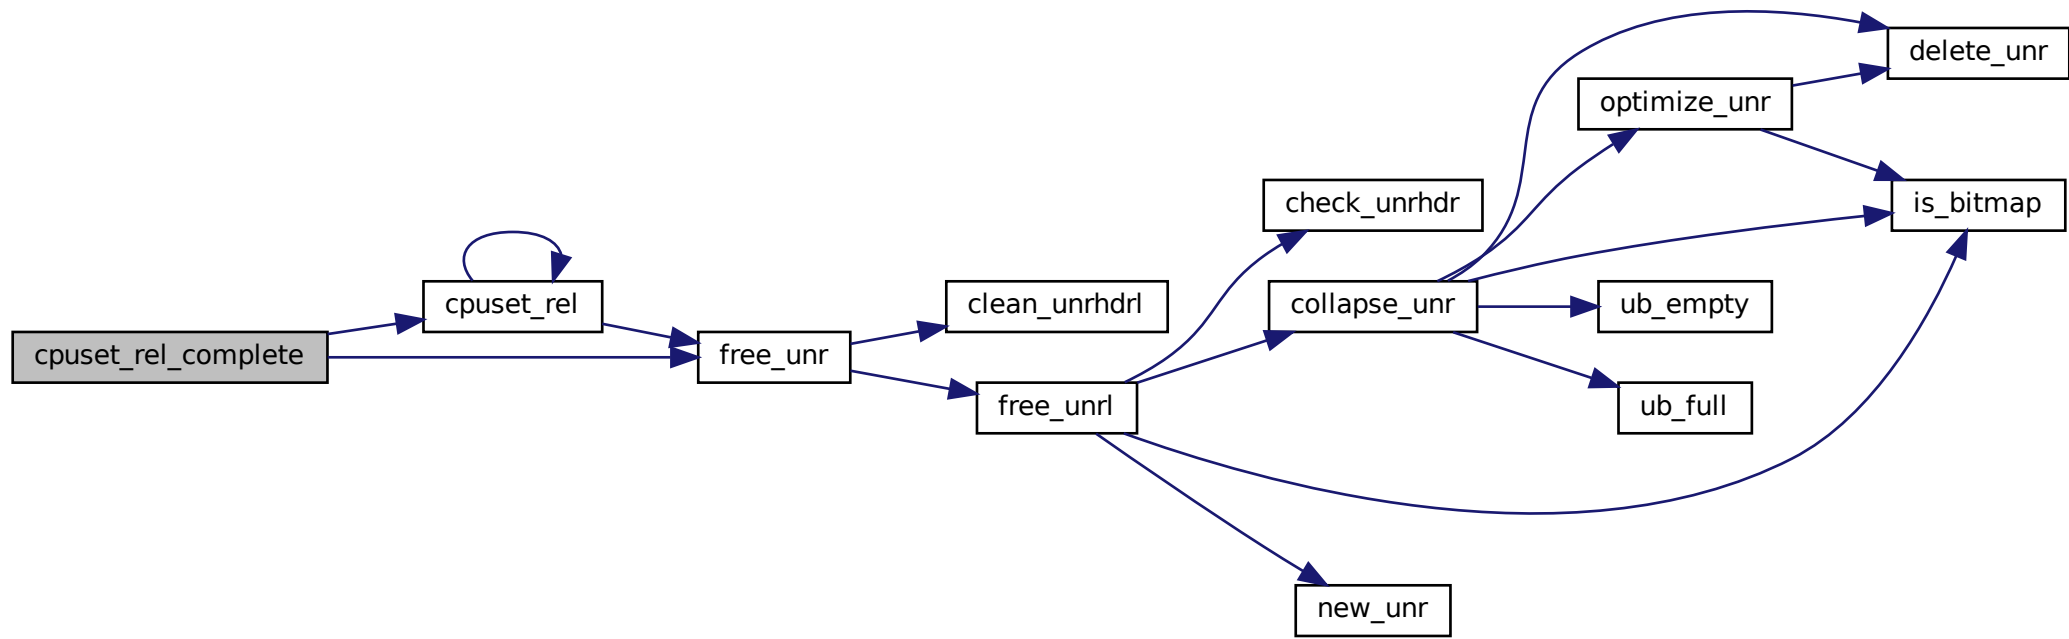 delete_unr
optimize_unr
check_unrhdr
is_bitmap
cpuset_rel
clean_unrhdrl
collapse_unr
ub_empty
cpuset_rel_complete
free_unr
free_unrl
ub_full
new_unr